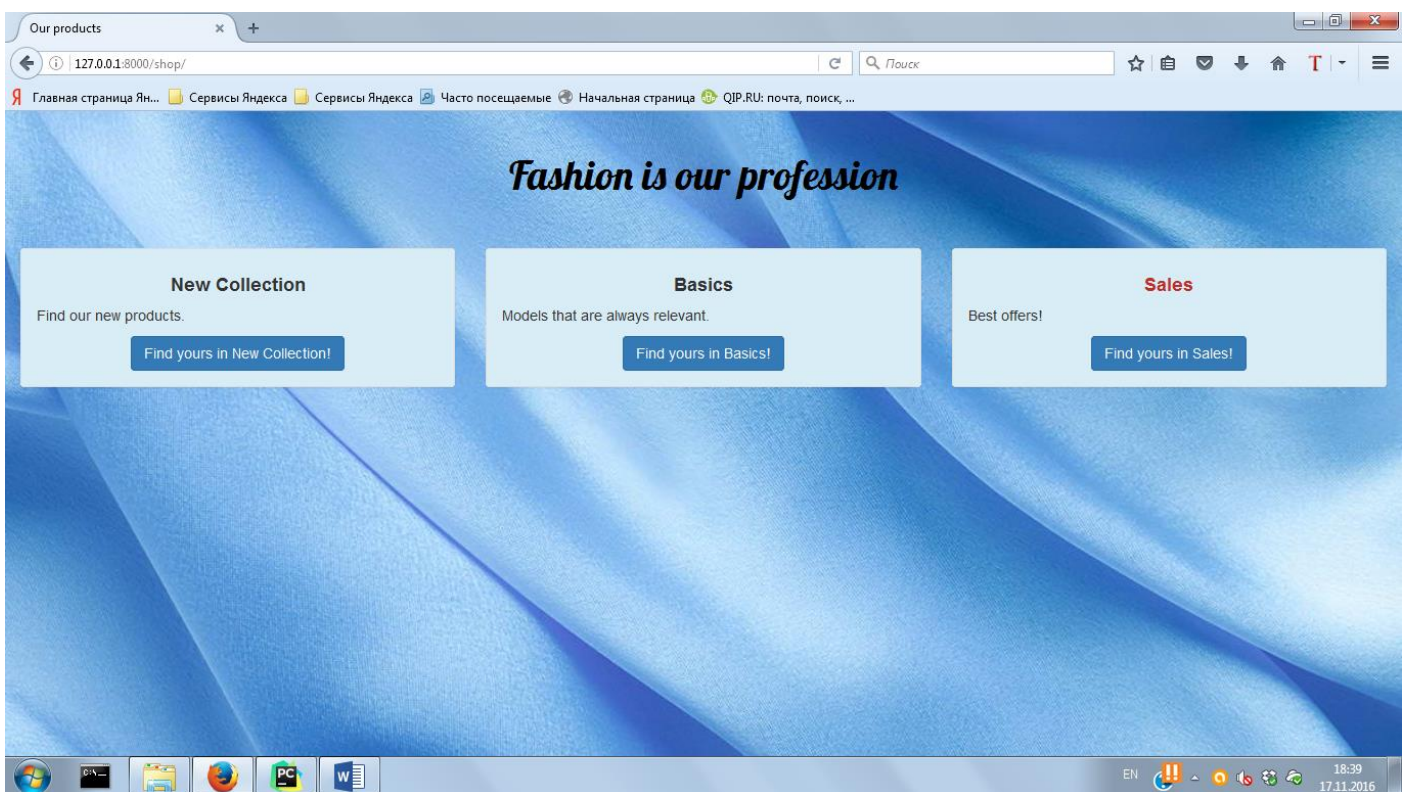 Our products
127.0.0.1:8000/shop/
Поиск
Главная страница Ян... Сервисы Яндекса Сервисы Яндекса Часто посещаемые Начальная страница QIP.RU: почта, поиск, ...
Fashion is our profession
New Collection
Find our new products.
Find yours in New Collection!
Basics
Models that are always relevant.
Find yours in Basics!
Sales
Best offers!
Find yours in Sales!
EN
18:39
17.11.2016